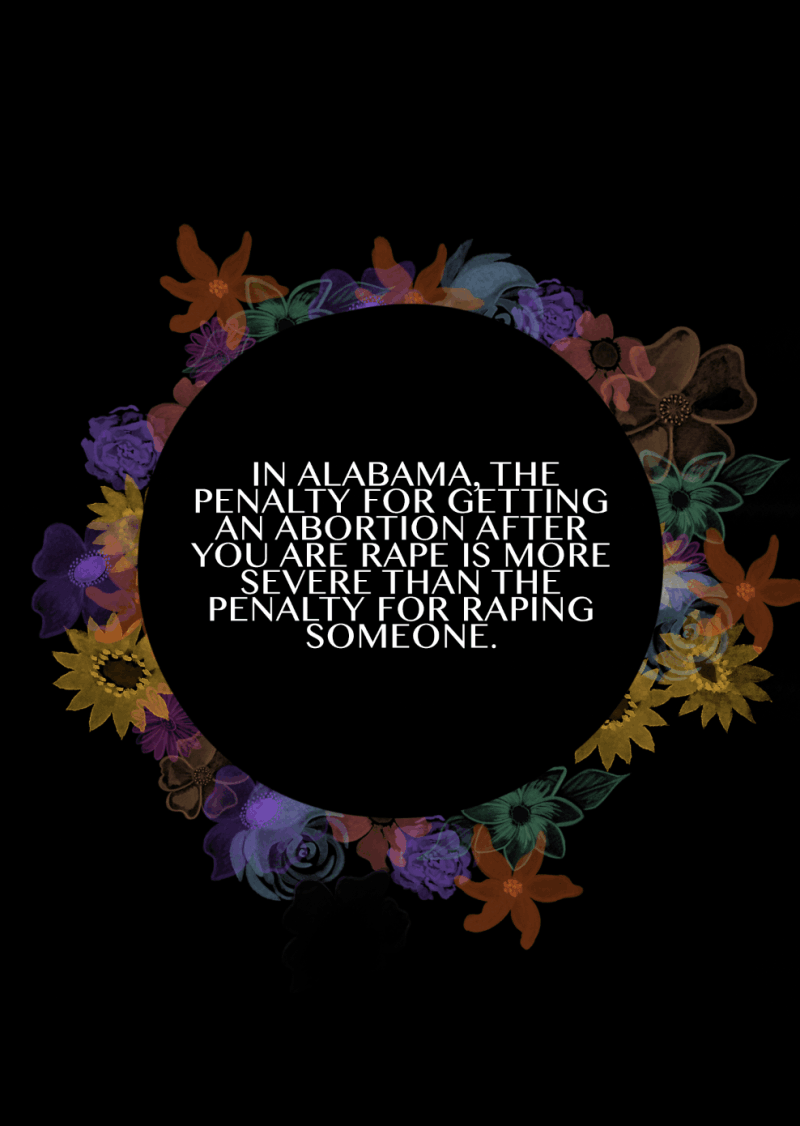 IN ALABAMA, THE
PENALTY FOR GETTING
AN ABORTION AFTER
YOU ARE RAPE IS MORE
SEVERE THAN THE
PENALTY FOR RAPING
SOMEONE.